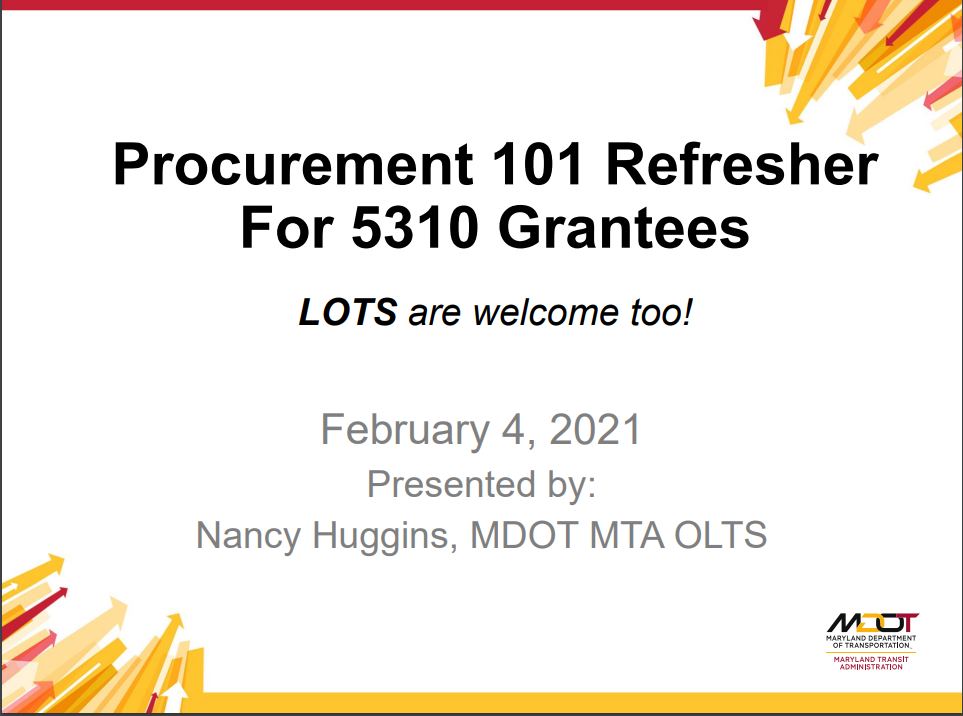 Procurement 101 Refresher
For 5310 Grantees
LOTS are welcome too!
February 4, 2021
Presented by:
Nancy Huggins, MDOT MTA OLTS
MDOT
MARYLAND DEPARTMENT
OF TRANSPORTATION
MARYLAND TRANSIT
ADMINISTRATION